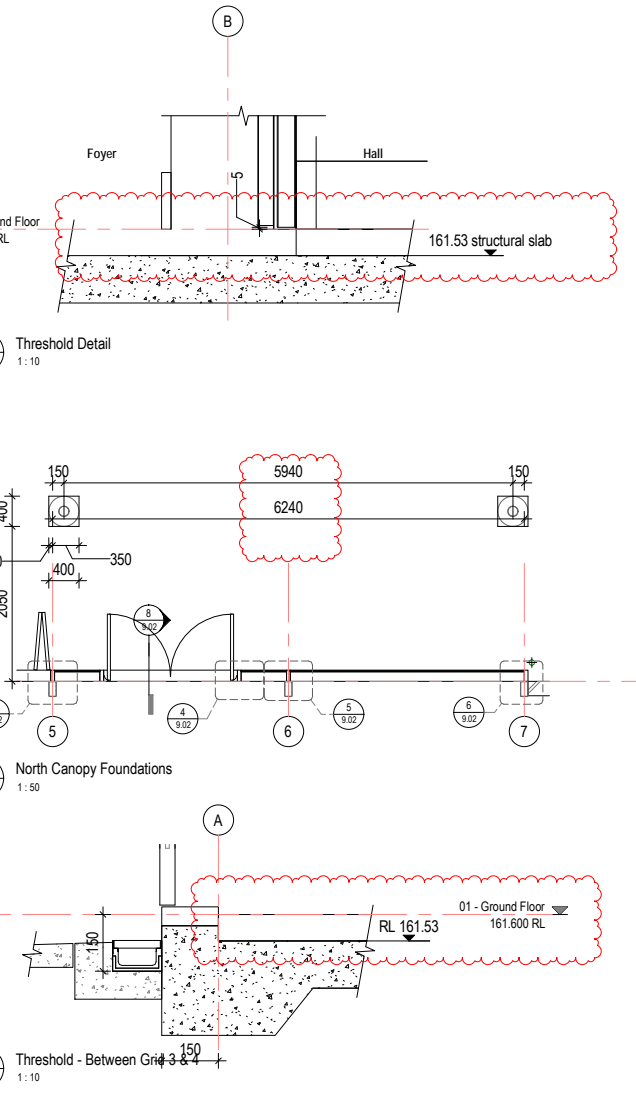 B
Foyer
Hall
5
nd Floor
RL
161.53 structural slab
Threshold Detail
1 : 10
150
5940
150
400
6240
350
400
2050
8
9.02
4
9.02
5
9.02
6
9.02
5
6
7
North Canopy Foundations
1 : 50
A
01 - Ground Floor
161.600 RL
RL 161.53
150
150
Threshold - Between Grid 3 & 4
1 : 10